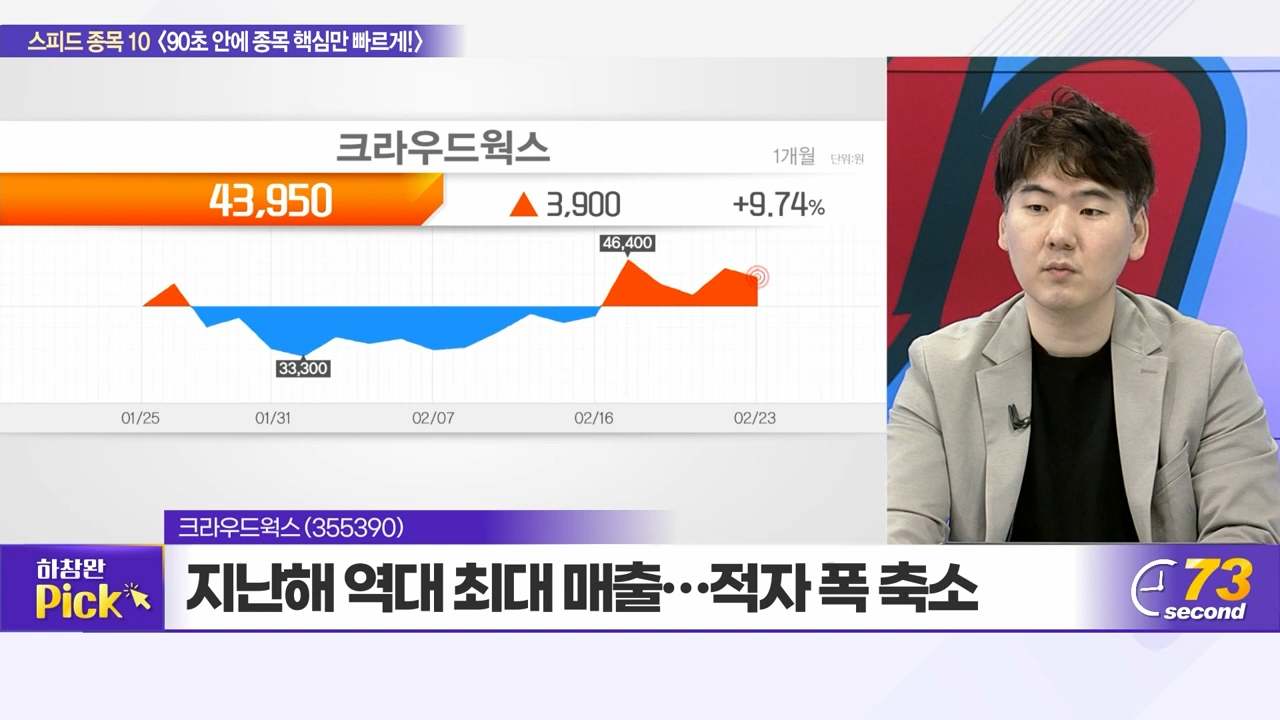 스피드 종목 10 〈90초 안에 종목 핵심만 빠르게!〉
크라우드웍스
1개월 단위:원
43,950 ▲ 3,900 +9.74%
46,400
33,300
01/25 01/31 02/07 02/16 02/23
크라우드웍스 (355390)
하창완
Pick
지난해 역대 최대 매출…적자 폭 축소
73
second